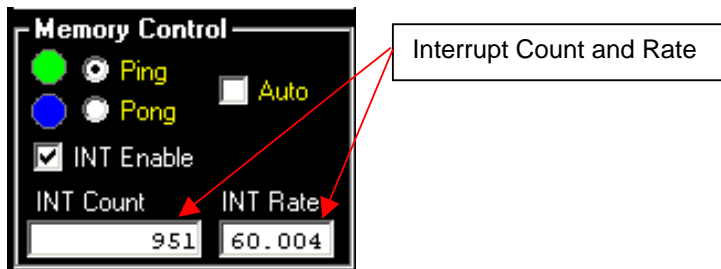 Memory Control
Ping
Auto
Pong
INT Enable
INT Count INT Rate
951 60.004
Interrupt Count and Rate